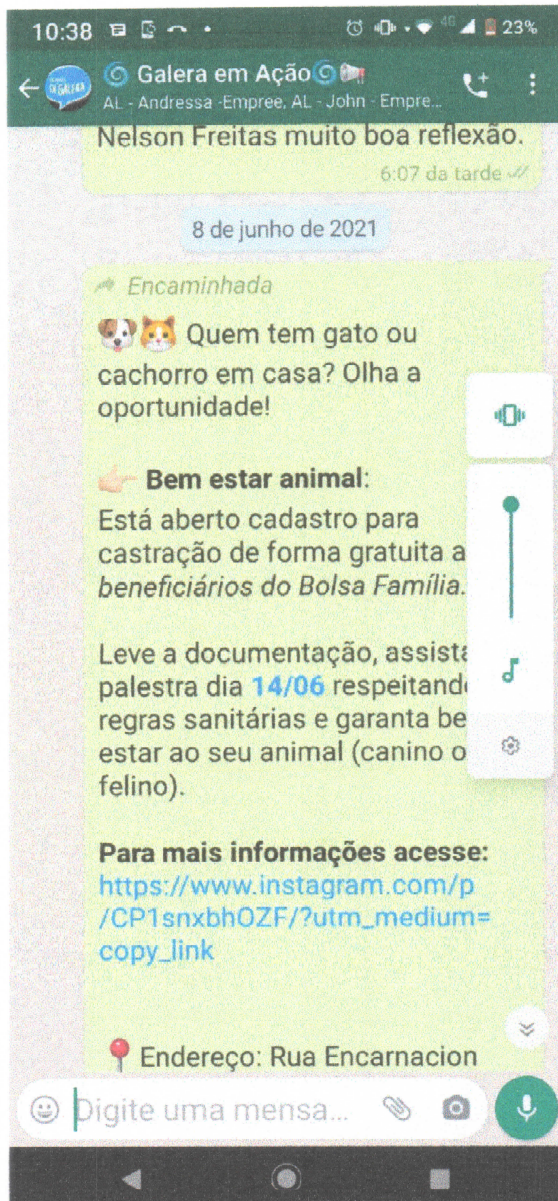 10:38
4G
23%
🌀 Galera em Ação🌀📢
AL - Andressa -Empree, AL - John - Empre...
Nelson Freitas muito boa reflexão.
6:07 da tarde
8 de junho de 2021
Encaminhada
🐶🐱 Quem tem gato ou
cachorro em casa? Olha a
oportunidade!
👉🏻 Bem estar animal:
Está aberto cadastro para
castração de forma gratuita a
beneficiários do Bolsa Família.
Leve a documentação, assista
palestra dia 14/06 respeitand
regras sanitárias e garanta be
estar ao seu animal (canino o
felino).
Para mais informações acesse:
https://www.instagram.com/p
/CP1snxbhOZF/?utm_medium=
copy_link
📍 Endereço: Rua Encarnacion
Digite uma mensa...